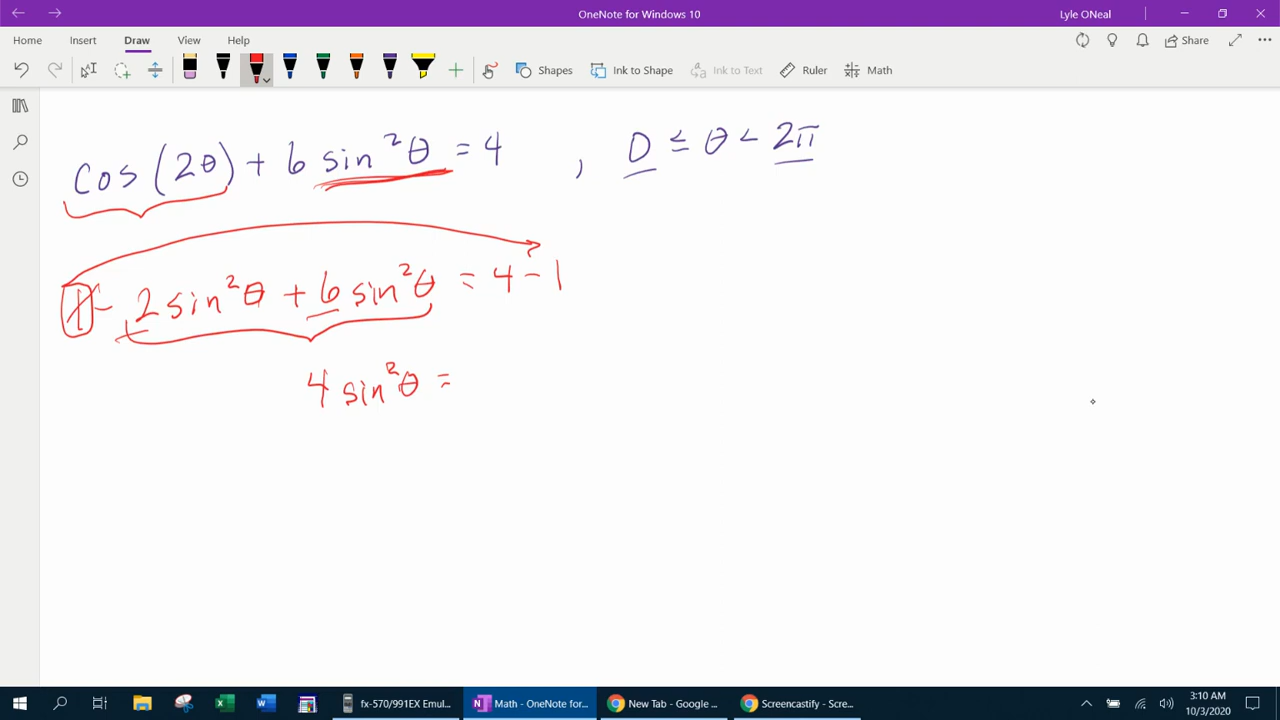 OneNote for Windows 10
Lyle ONeal
Home Insert Draw View Help
Share
Shapes Ink to Shape Ink to Text Ruler Math
cos(2θ) + 6 sin²θ = 4 , 0 ≤ θ < 2π
1 - 2 sin²θ + 6 sin²θ = 4 - 1
4 sin²θ =
fx-570/991EX Emul...
Math - OneNote for...
New Tab - Google ...
Screencastify - Scre...
3:10 AM
10/3/2020